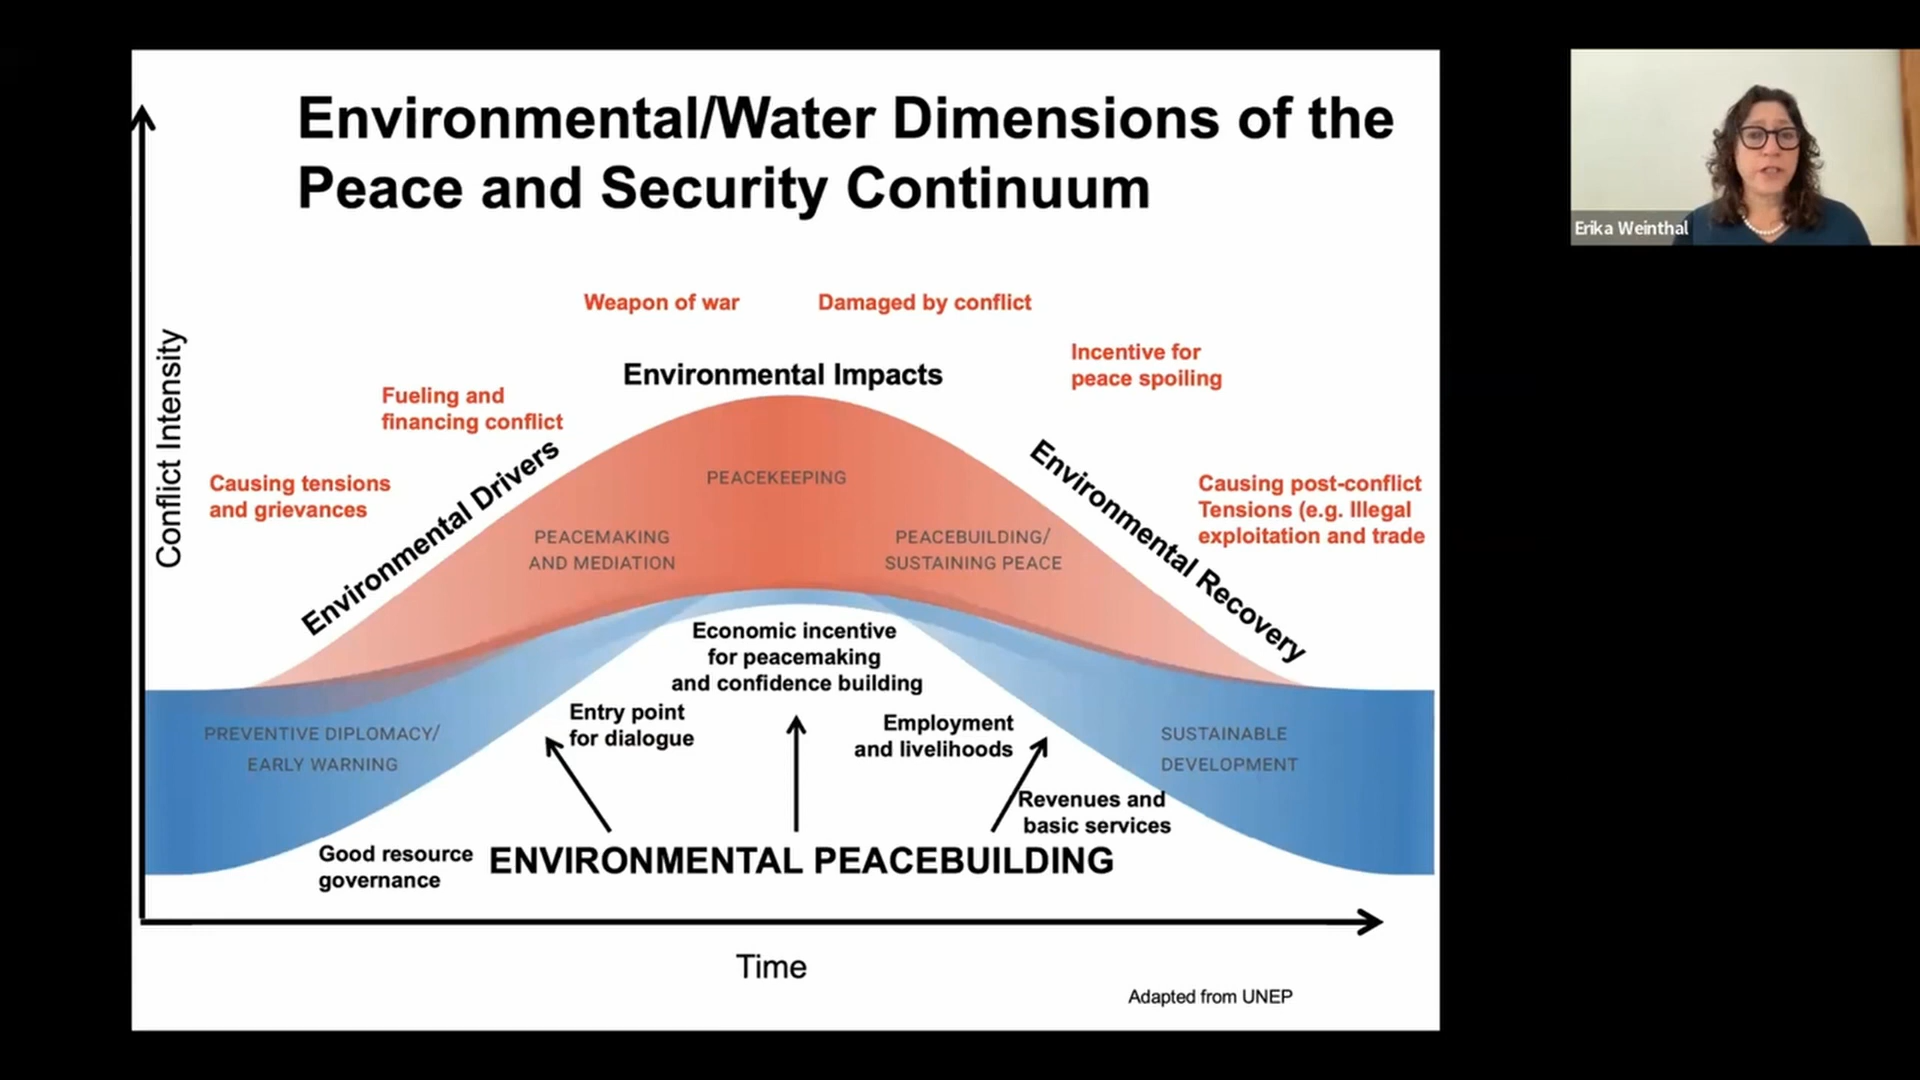 Environmental/Water Dimensions of the
Peace and Security Continuum
Erika Weinthal
Conflict Intensity
Weapon of war
Damaged by conflict
Incentive for
peace spoiling
Environmental Impacts
Fueling and
financing conflict
Causing tensions
and grievances
Environmental Drivers
Environmental Recovery
Causing post-conflict
Tensions (e.g. Illegal
exploitation and trade
PEACEKEEPING
PEACEMAKING
AND MEDIATION
PEACEBUILDING/
SUSTAINING PEACE
Economic incentive
for peacemaking
and confidence building
Entry point
for dialogue
Employment
and livelihoods
PREVENTIVE DIPLOMACY/
EARLY WARNING
SUSTAINABLE
DEVELOPMENT
Revenues and
basic services
Good resource
governance
ENVIRONMENTAL PEACEBUILDING
Time
Adapted from UNEP